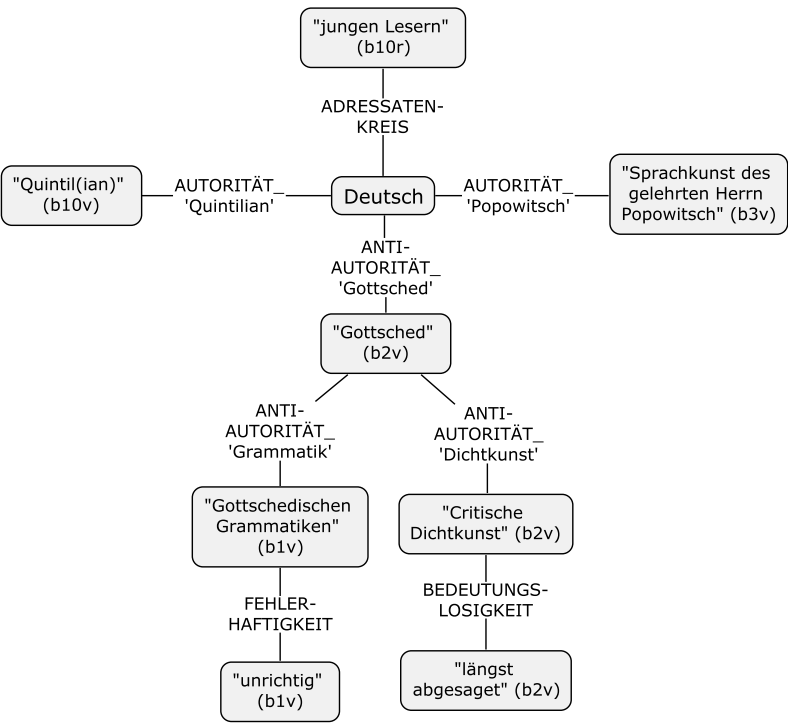 "jungen Lesern"
(b10r)
ADRESSATEN-
KREIS
"Quintil(ian)"
(b10v)
AUTORITÄT_
'Quintilian'
Deutsch
AUTORITÄT_
'Popowitsch'
"Sprachkunst des
gelehrten Herrn
Popowitsch" (b3v)
ANTI-
AUTORITÄT_
'Gottsched'
"Gottsched"
(b2v)
ANTI-
AUTORITÄT_
'Grammatik'
ANTI-
AUTORITÄT_
'Dichtkunst'
"Gottschedischen
Grammatiken"
(b1v)
"Critische
Dichtkunst" (b2v)
FEHLER-
HAFTIGKEIT
BEDEUTUNGS-
LOSIGKEIT
"unrichtig"
(b1v)
"längst
abgesaget" (b2v)